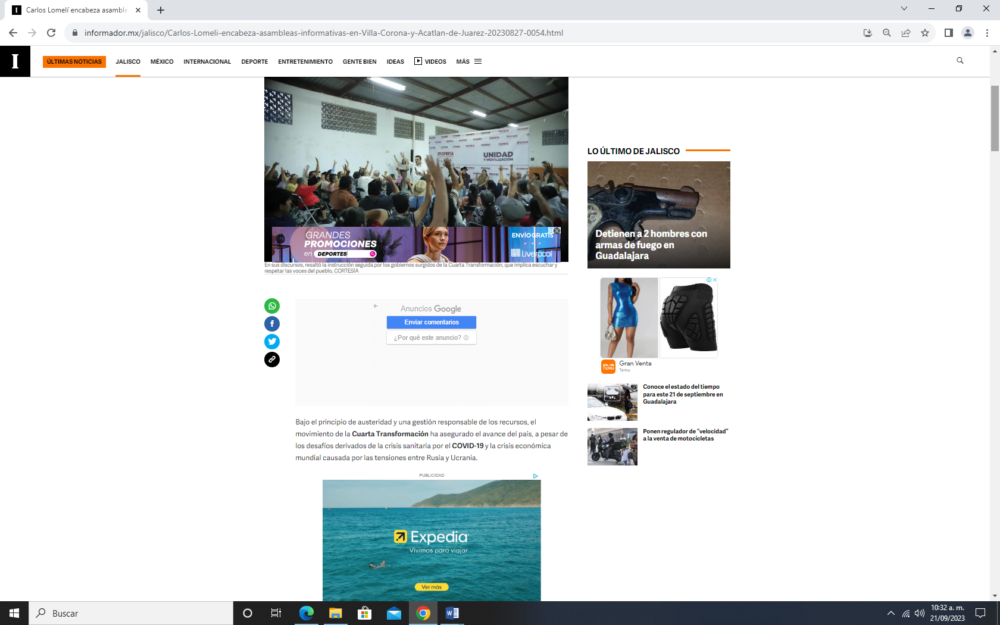 Carlos Lomelí encabeza asamble
informador.mx/jalisco/Carlos-Lomeli-encabeza-asambleas-informativas-en-Villa-Corona-y-Acatlan-de-Juarez-20230827-0054.html
I
ÚLTIMAS NOTICIAS
JALISCO
MÉXICO
INTERNACIONAL
DEPORTE
ENTRETENIMIENTO
GENTE BIEN
IDEAS
VIDEOS
MÁS
morena
UNIDAD
Y MOVILIZACIÓN
GRANDES
PROMOCIONES
en DEPORTES
ENVÍO GRATIS
Liverpool
En sus discursos, resaltó la instrucción seguida por los gobiernos surgidos de la Cuarta Transformación, que implica escuchar y
respetar las voces del pueblo. CORTESÍA
Anuncios Google
Enviar comentarios
¿Por qué este anuncio?
Bajo el principio de austeridad y una gestión responsable de los recursos, el
movimiento de la Cuarta Transformación ha asegurado el avance del país, a pesar de
los desafíos derivados de la crisis sanitaria por el COVID-19 y la crisis económica
mundial causada por las tensiones entre Rusia y Ucrania.
PUBLICIDAD
Expedia
Vivimos para viajar
Ver más
LO ÚLTIMO DE JALISCO
Detienen a 2 hombres con
armas de fuego en
Guadalajara
TEMU
Gran Venta
Temu
Conoce el estado del tiempo
para este 21 de septiembre en
Guadalajara
Ponen regulador de “velocidad”
a la venta de motocicletas
Buscar
10:32 a. m.
21/09/2023